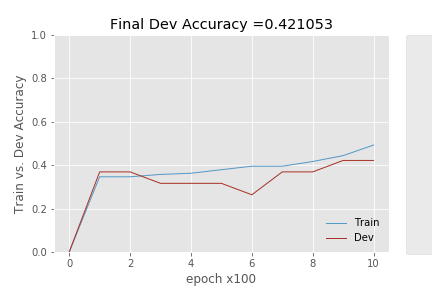 Final Dev Accuracy =0.421053
Train vs. Dev Accuracy
1.0
0.8
0.6
0.4
0.2
0.0
Train
Dev
0 2 4 6 8 10
epoch x100